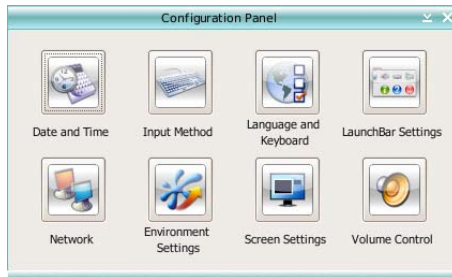 Configuration Panel
Date and Time
Input Method
Language and
Keyboard
LaunchBar Settings
Network
Environment
Settings
Screen Settings
Volume Control